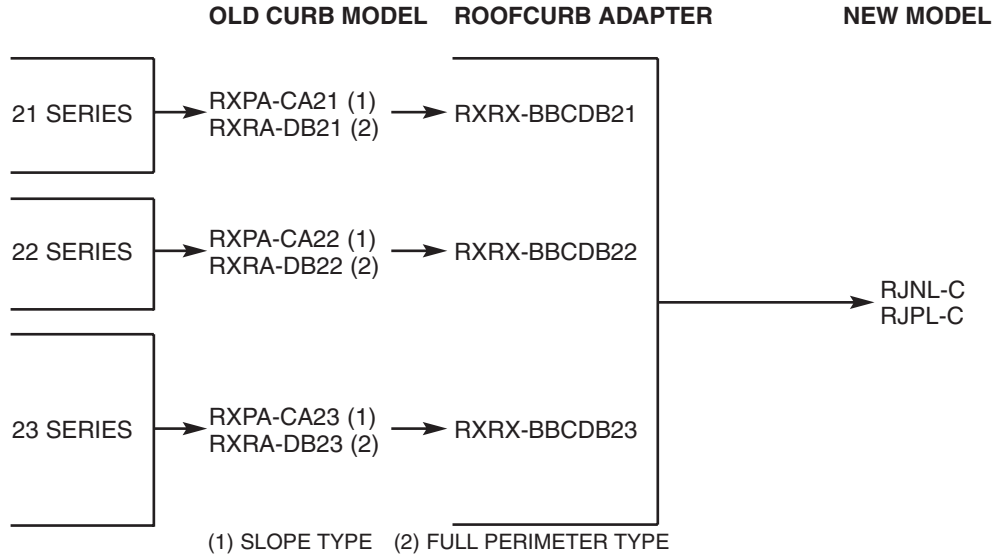 OLD CURB MODEL ROOFCURB ADAPTER NEW MODEL
21 SERIES
RXPA-CA21 (1)
RXRA-DB21 (2)
RXRX-BBCDB21
22 SERIES
RXPA-CA22 (1)
RXRA-DB22 (2)
RXRX-BBCDB22
RJNL-C
RJPL-C
23 SERIES
RXPA-CA23 (1)
RXRA-DB23 (2)
RXRX-BBCDB23
(1) SLOPE TYPE (2) FULL PERIMETER TYPE